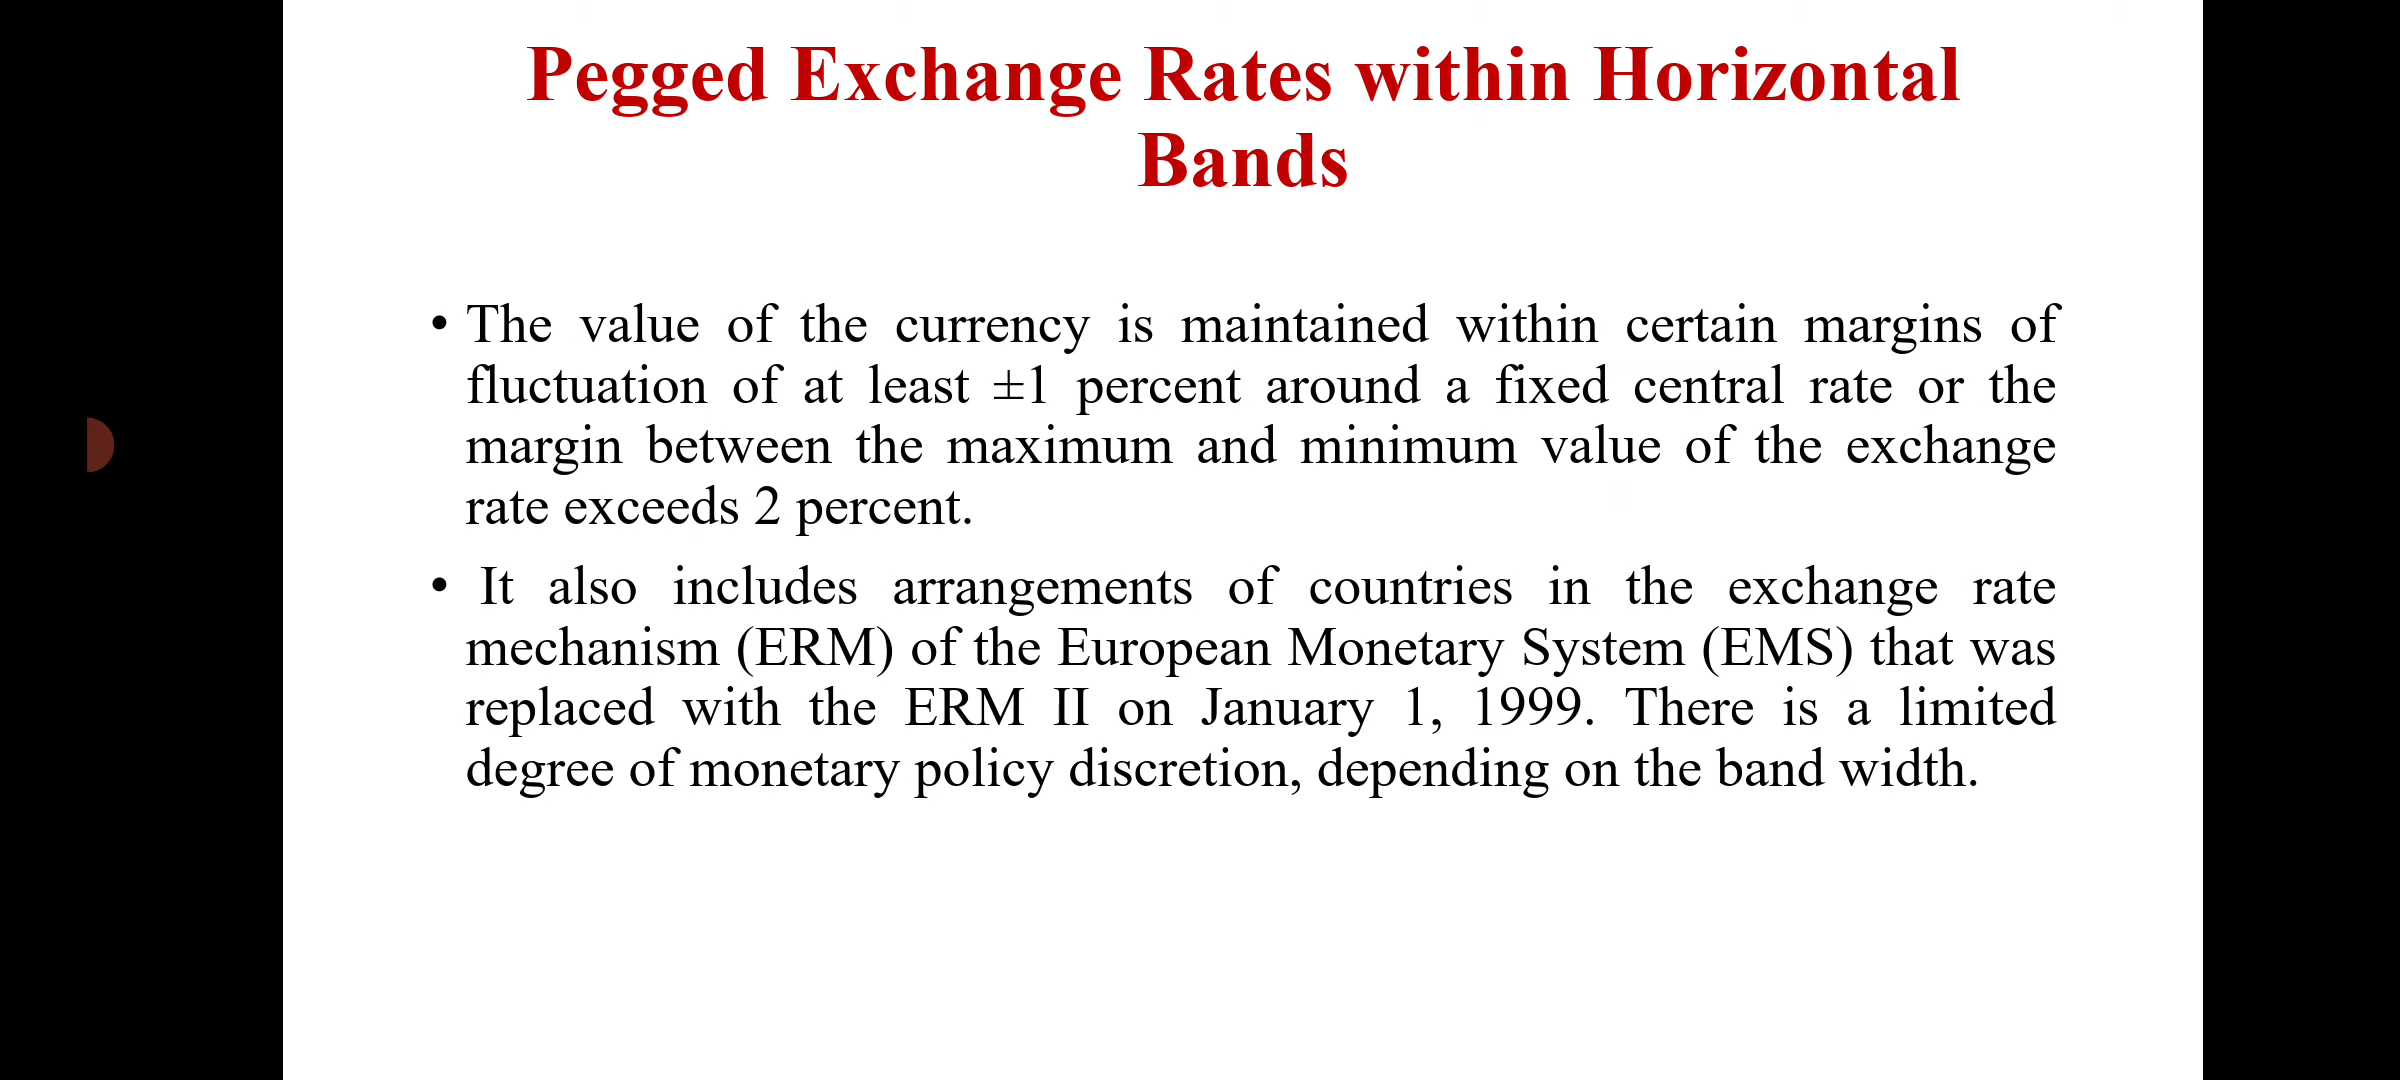 Pegged Exchange Rates within Horizontal
Bands
• The value of the currency is maintained within certain margins of
fluctuation of at least ±1 percent around a fixed central rate or the
margin between the maximum and minimum value of the exchange
rate exceeds 2 percent.
• It also includes arrangements of countries in the exchange rate
mechanism (ERM) of the European Monetary System (EMS) that was
replaced with the ERM II on January 1, 1999. There is a limited
degree of monetary policy discretion, depending on the band width.